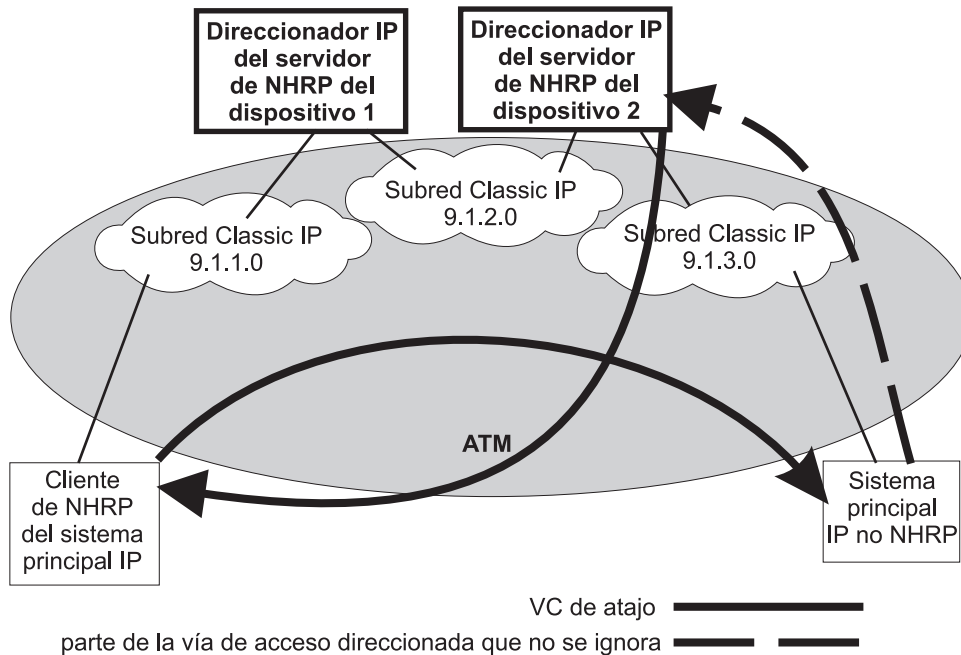 Direccionador IP
del servidor
de NHRP del
dispositivo 1
Direccionador IP
del servidor
de NHRP del
dispositivo 2
Subred Classic IP
9.1.2.0
Subred Classic IP
9.1.1.0
Subred Classic IP
9.1.3.0
ATM
Cliente
de NHRP
del sistema
principal IP
Sistema
principal
IP no NHRP
VC de atajo
parte de la vía de acceso direccionada que no se ignora